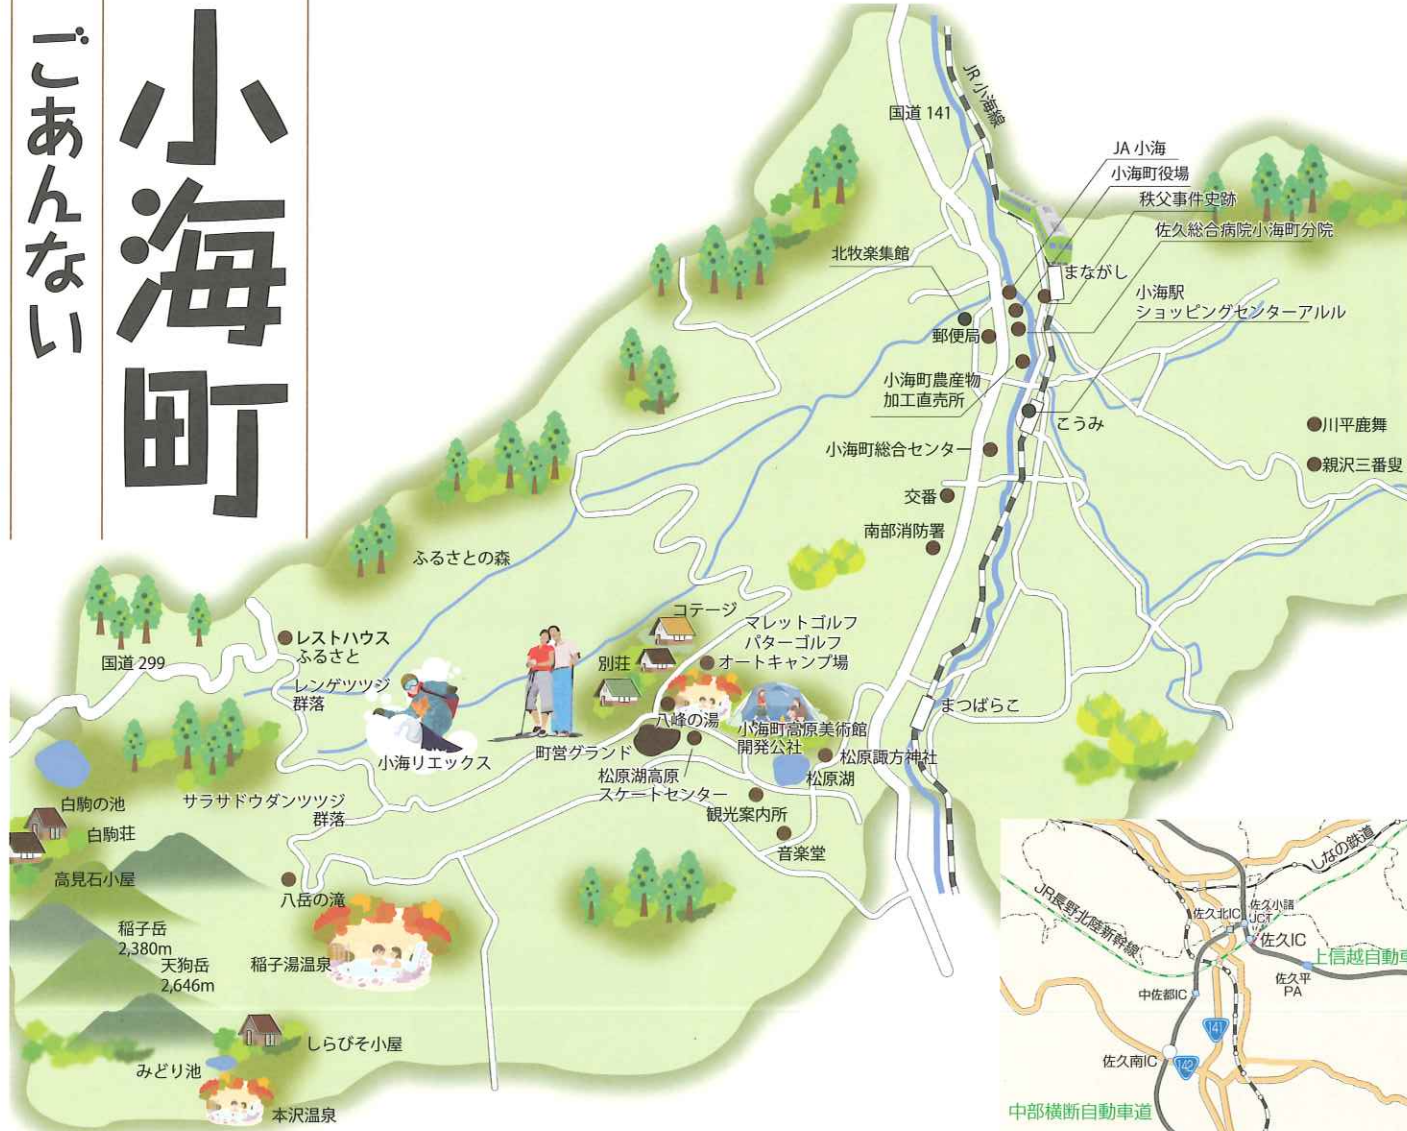 小海町
ごあんない
JR小海線
国道141
JA小海
小海町役場
秩父事件史跡
佐久総合病院小海町分院
北牧楽集館
まながし
小海駅
ショッピングセンターアルル
郵便局
小海町農産物
加工直売所
こうみ
小海町総合センター
川平鹿舞
親沢三番叟
交番
南部消防署
ふるさとの森
コテージ
マレットゴルフ
パターゴルフ
オートキャンプ場
別荘
レストハウス
ふるさと
国道299
レンゲツツジ
群落
八峰の湯
まつばらこ
小海町高原美術館
開発公社
町営グランド
小海リエックス
松原諏方神社
松原湖
松原湖高原
スケートセンター
サラサドウダンツツジ
群落
観光案内所
白駒の池
白駒荘
音楽堂
高見石小屋
八岳の滝
稲子岳
2,380m
天狗岳
2,646m
稲子湯温泉
しらびそ小屋
みどり池
本沢温泉
しなの鉄道
JR長野北陸新幹線
佐久北IC
佐久小諸
JCT
佐久IC
上信越自動車
佐久平
PA
中佐都IC
141
佐久南IC
142
中部横断自動車道